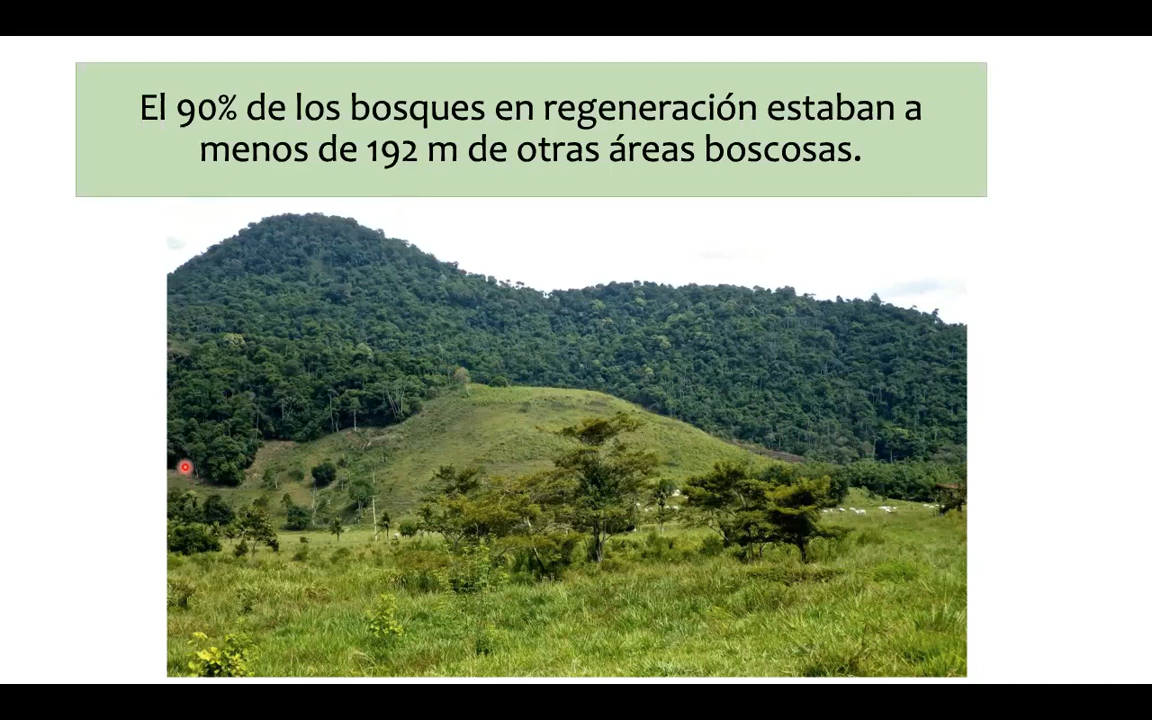 El 90% de los bosques en regeneración estaban a
menos de 192 m de otras áreas boscosas.